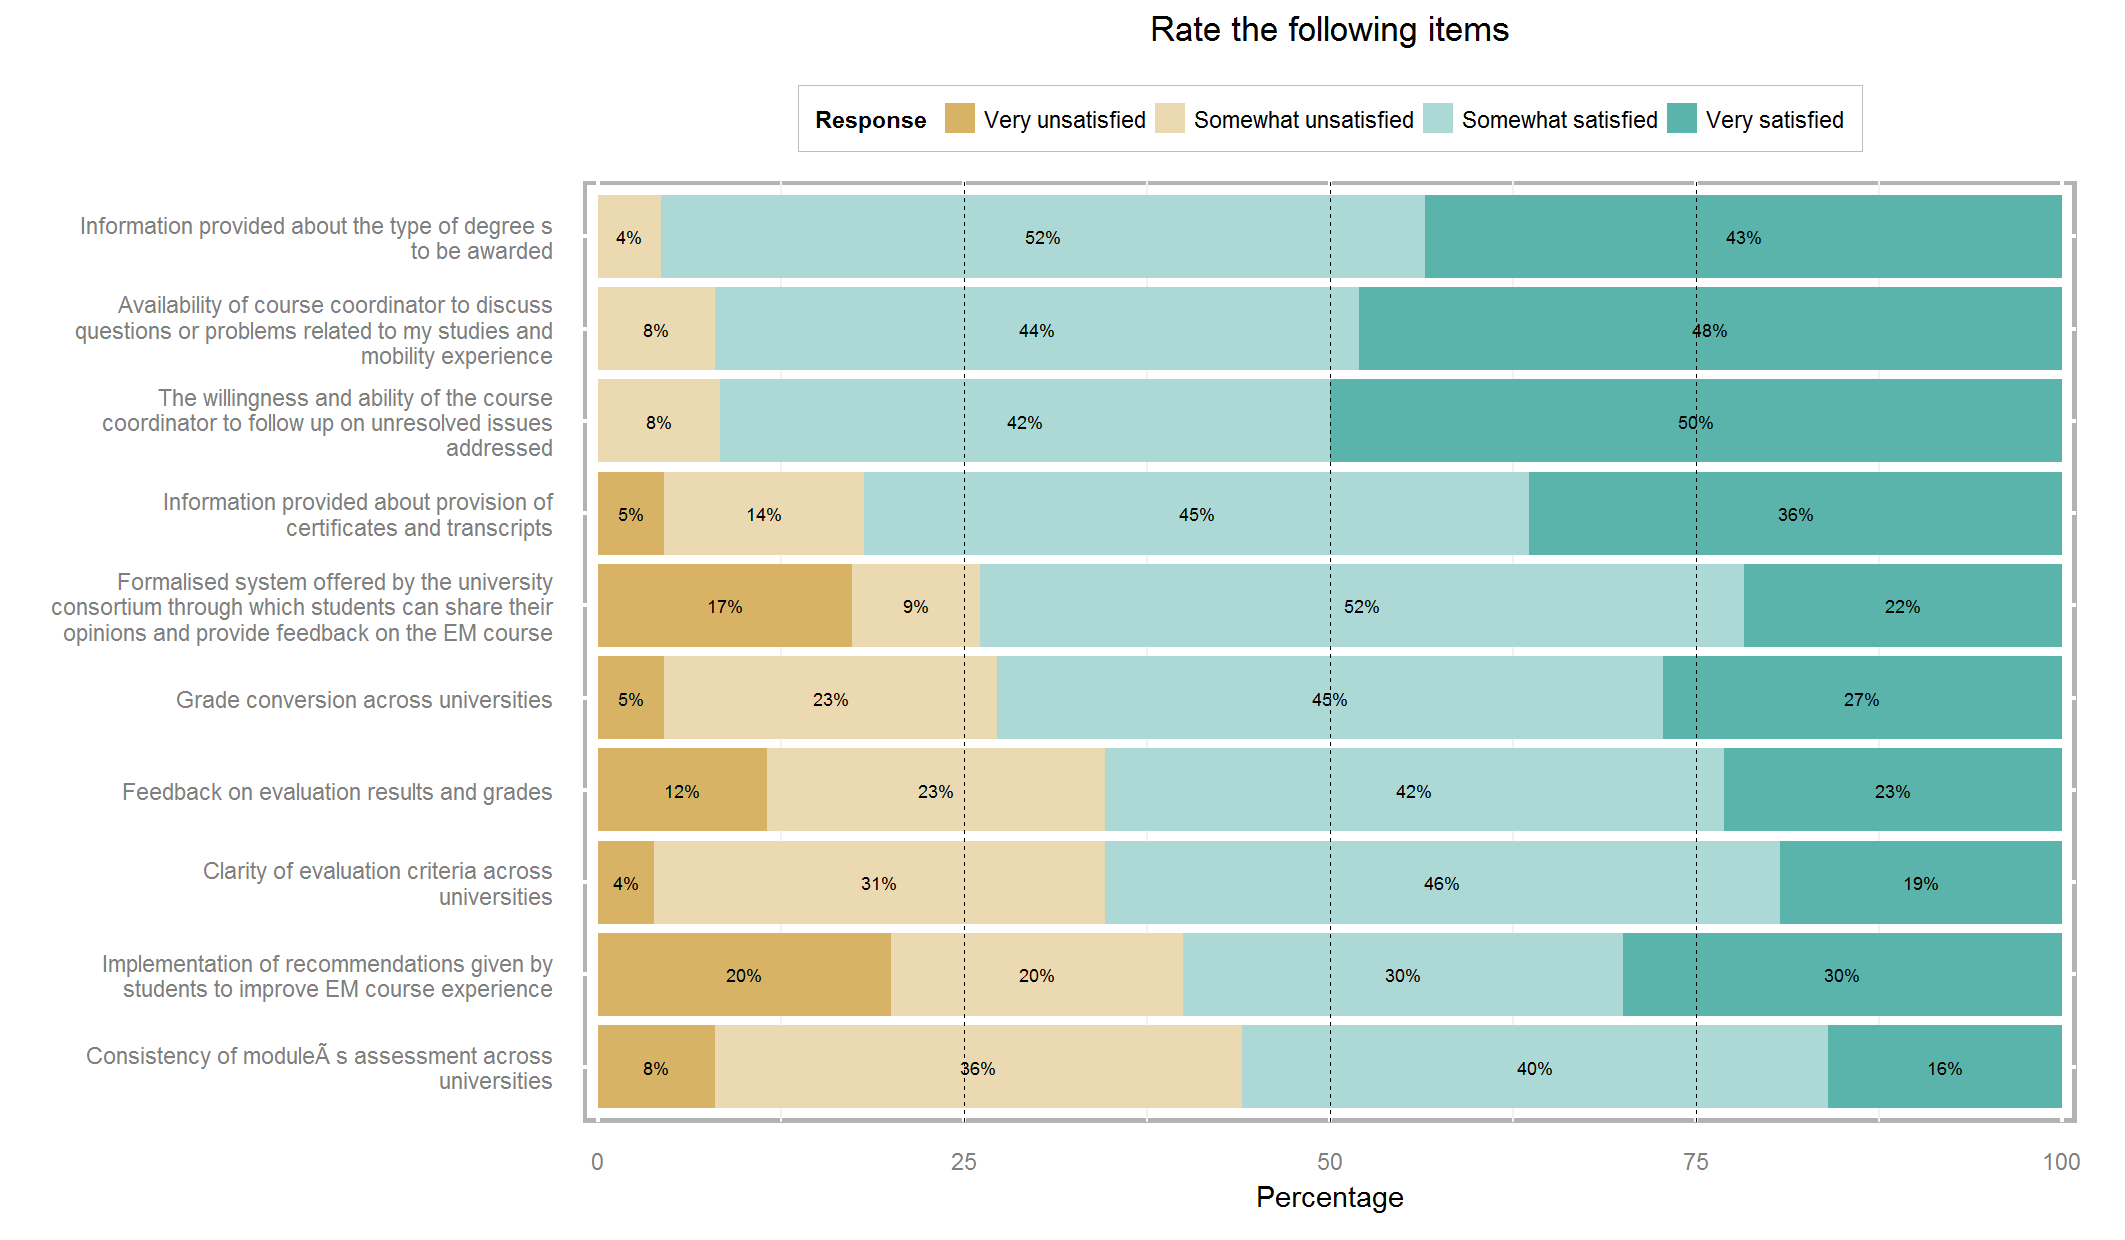 Rate the following items
Response Very unsatisfied Somewhat unsatisfied Somewhat satisfied Very satisfied
Information provided about the type of degree s
to be awarded
4% 52% 43%
Availability of course coordinator to discuss
questions or problems related to my studies and
mobility experience
8% 44% 48%
The willingness and ability of the course
coordinator to follow up on unresolved issues
addressed
8% 42% 50%
Information provided about provision of
certificates and transcripts
5% 14% 45% 36%
Formalised system offered by the university
consortium through which students can share their
opinions and provide feedback on the EM course
17% 9% 52% 22%
Grade conversion across universities
5% 23% 45% 27%
Feedback on evaluation results and grades
12% 23% 42% 23%
Clarity of evaluation criteria across
universities
4% 31% 46% 19%
Implementation of recommendations given by
students to improve EM course experience
20% 20% 30% 30%
Consistency of moduleÃ s assessment across
universities
8% 36% 40% 16%
0 25 50 75 100
Percentage